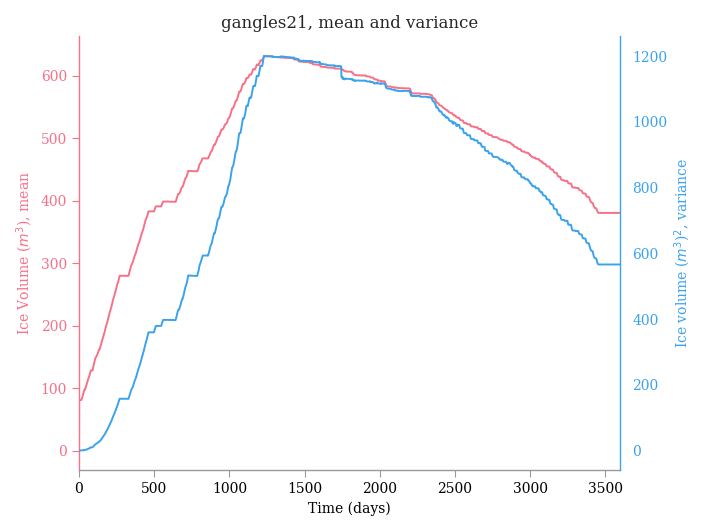 gangles21, mean and variance
Ice Volume (m³), mean
600
500
400
300
200
100
0
1200
1000
800
600
400
200
0
Ice volume (m³)², variance
0 500 1000 1500 2000 2500 3000 3500
Time (days)